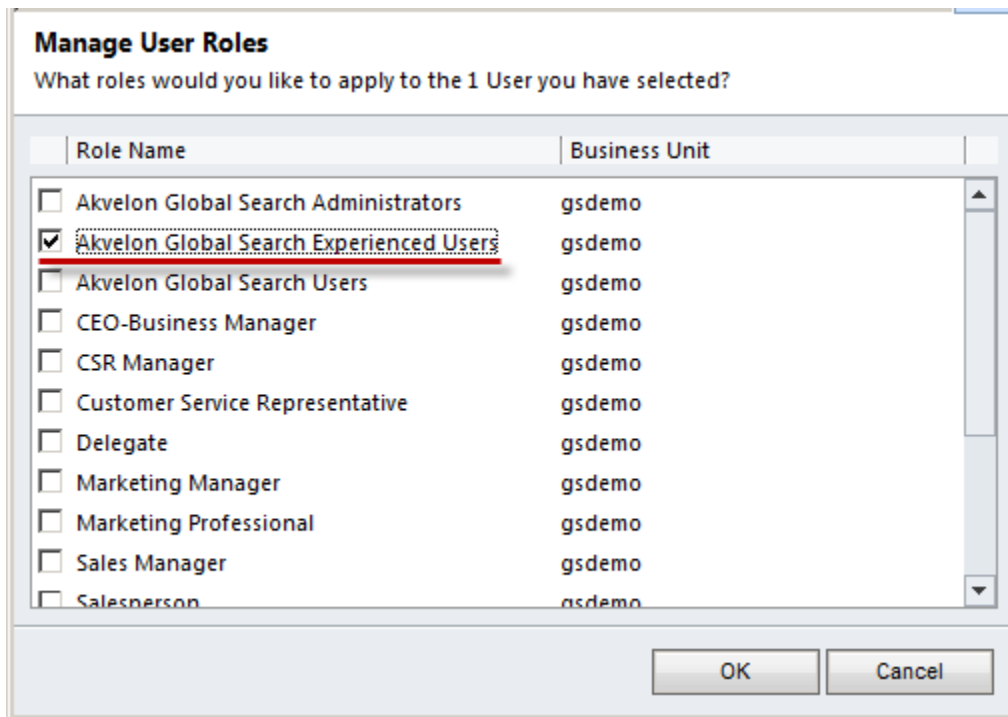 Manage User Roles
What roles would you like to apply to the 1 User you have selected?
Role Name Business Unit
Akvelon Global Search Administrators gsdemo
Akvelon Global Search Experienced Users gsdemo
Akvelon Global Search Users gsdemo
CEO-Business Manager gsdemo
CSR Manager gsdemo
Customer Service Representative gsdemo
Delegate gsdemo
Marketing Manager gsdemo
Marketing Professional gsdemo
Sales Manager gsdemo
Salesperson gsdemo
OK Cancel